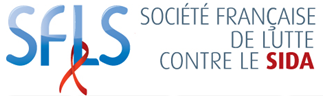 SFLS
SOCIÉTÉ FRANÇAISE
DE LUTTE
CONTRE LE SIDA